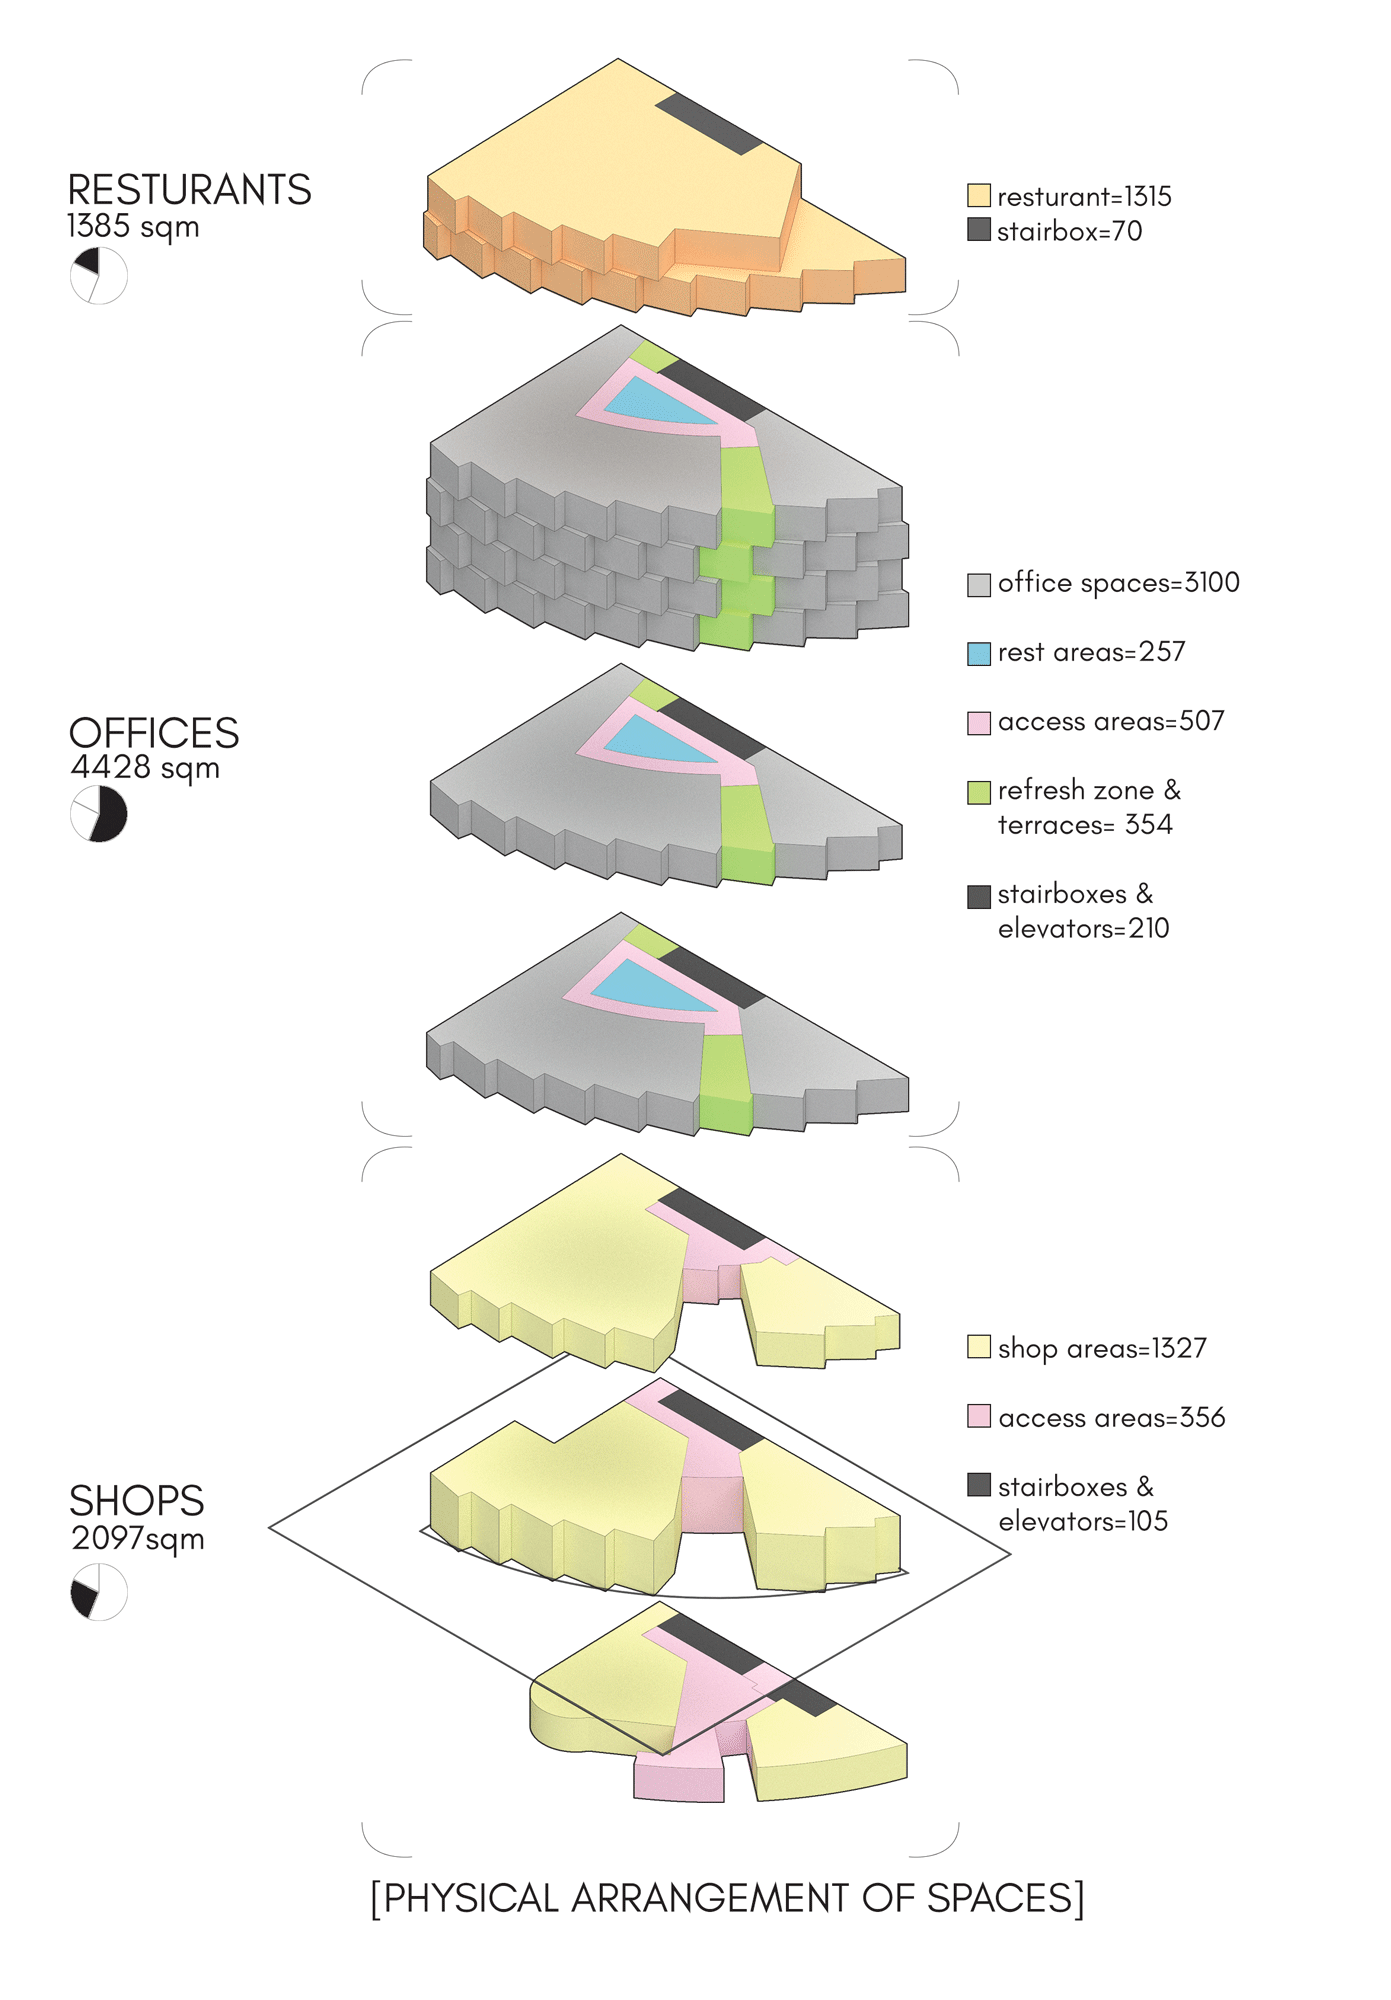 RESTURANTS
1385 sqm
resturant=1315
stairbox=70
OFFICES
4428 sqm
office spaces=3100
rest areas=257
access areas=507
refresh zone &
terraces= 354
stairboxes &
elevators=210
SHOPS
2097sqm
shop areas=1327
access areas=356
stairboxes &
elevators=105
[PHYSICAL ARRANGEMENT OF SPACES]